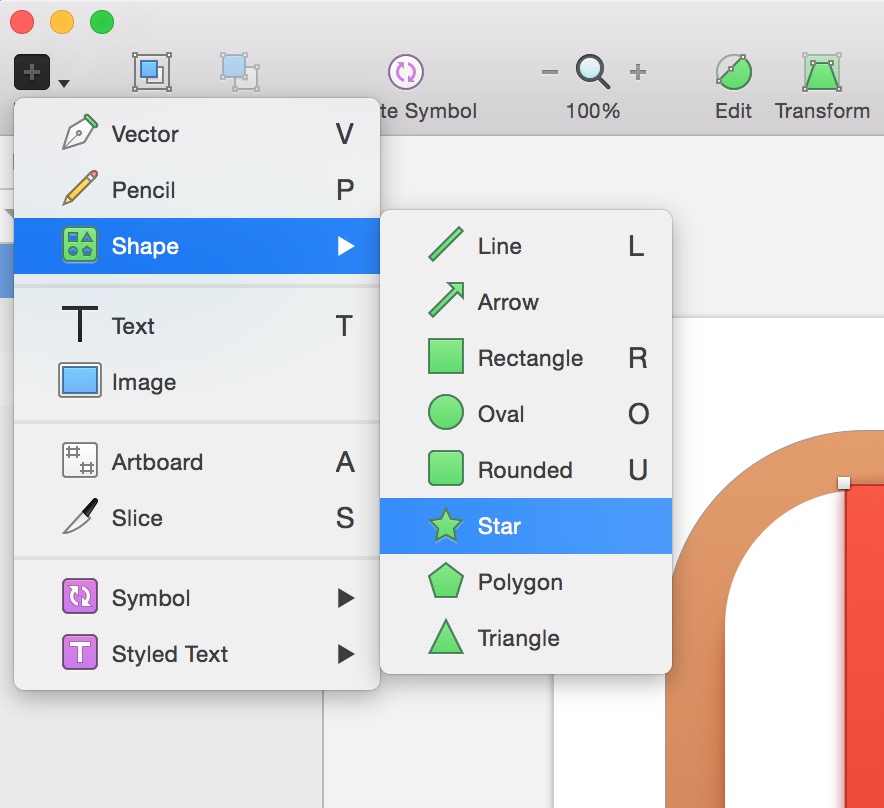 te Symbol
100%
Edit
Transform
Vector V
Pencil P
Shape
Text T
Image
Artboard A
Slice S
Symbol
Styled Text
Line L
Arrow
Rectangle R
Oval O
Rounded U
Star
Polygon
Triangle